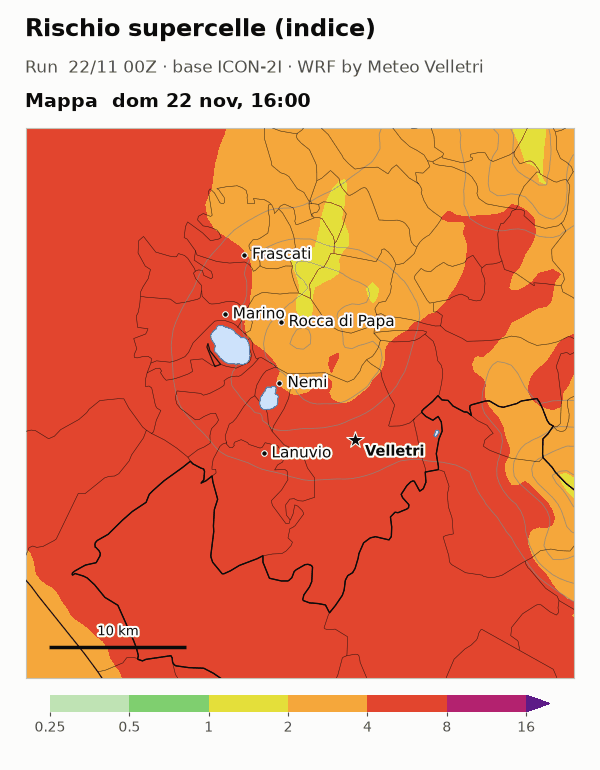 Rischio supercelle (indice)
Run  22/11 00Z · base ICON-2I · WRF by Meteo Velletri
Mappa  dom 22 nov, 16:00
Frascati
Marino
Rocca di Papa
Nemi
Velletri
Lanuvio
10 km
0.25 0.5 1 2 4 8 16